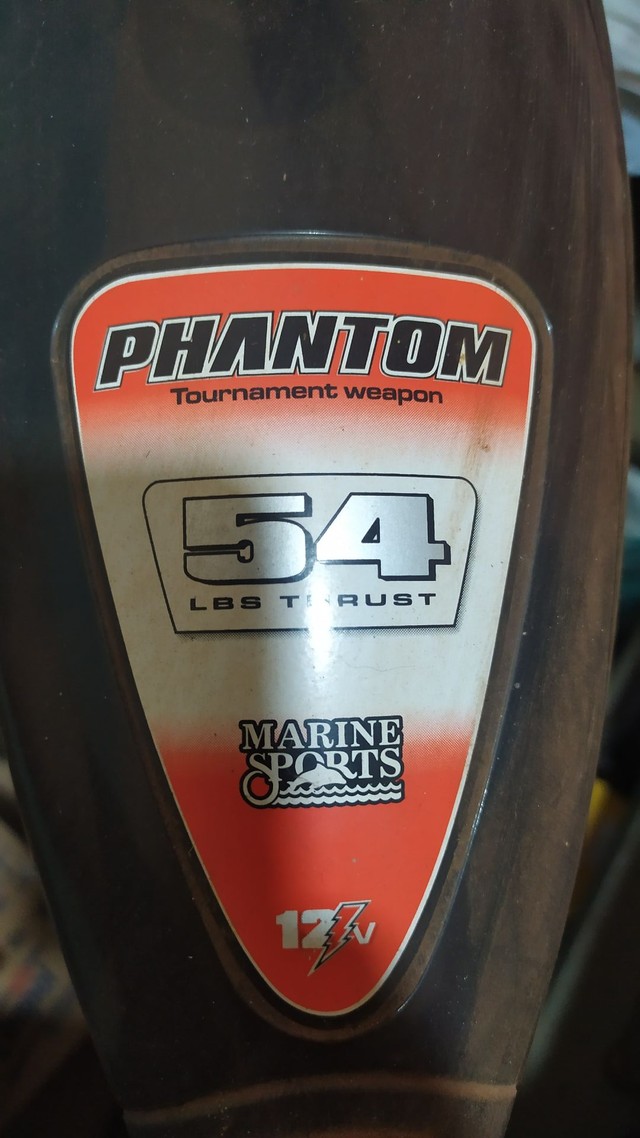 PHANTOM
Tournament weapon
54
LBS THRUST
MARINE
SPORTS
12V